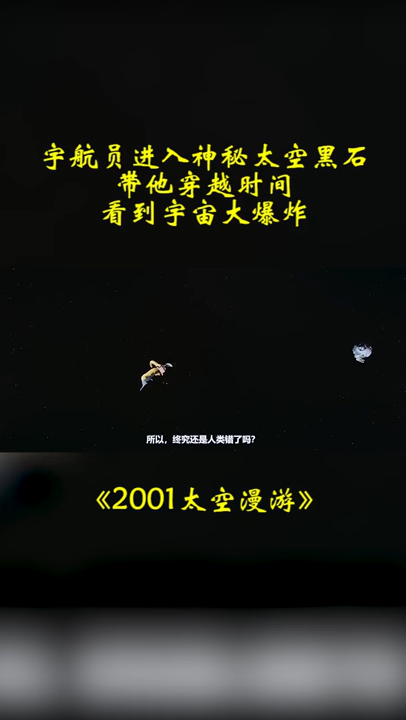 宇航员进入神秘太空黑石
带他穿越时间
看到宇宙大爆炸
所以，终究还是人类错了吗？
《2001太空漫游》